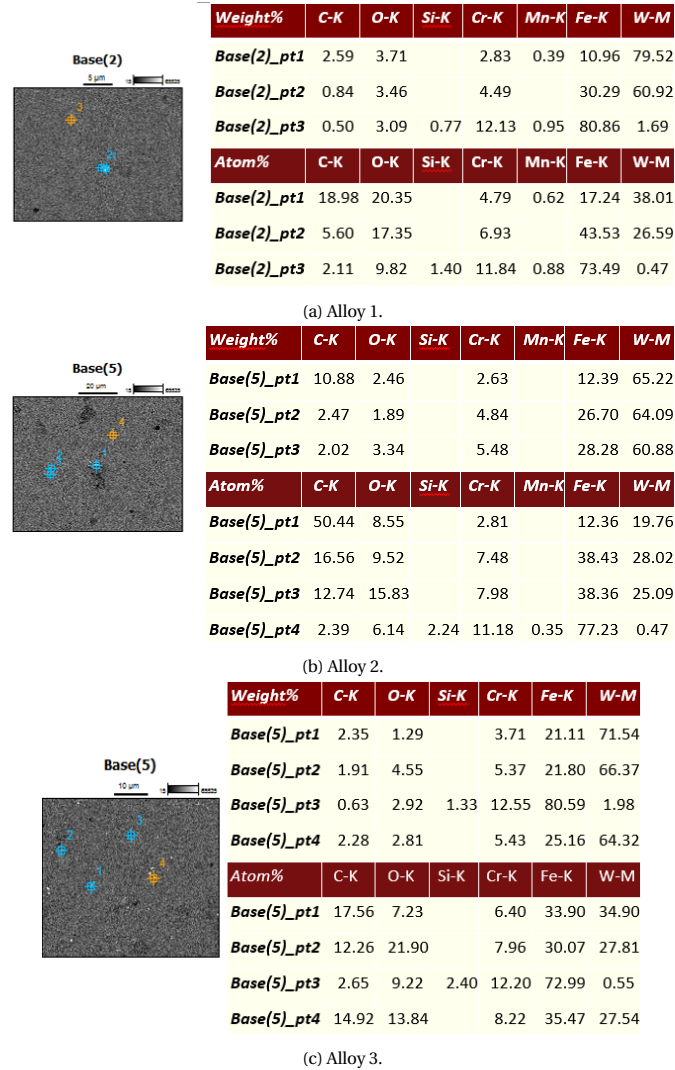 Weight% C-K O-K Si-K Cr-K Mn-K Fe-K W-M
Base(2)_pt1 2.59 3.71 2.83 0.39 10.96 79.52
Base(2)_pt2 0.84 3.46 4.49 30.29 60.92
Base(2)_pt3 0.50 3.09 0.77 12.13 0.95 80.86 1.69
Atom% C-K O-K Si-K Cr-K Mn-K Fe-K W-M
Base(2)_pt1 18.98 20.35 4.79 0.62 17.24 38.01
Base(2)_pt2 5.60 17.35 6.93 43.53 26.59
Base(2)_pt3 2.11 9.82 1.40 11.84 0.88 73.49 0.47
Base(2)
5 µm
3
(a) Alloy 1.
Weight% C-K O-K Si-K Cr-K Mn-K Fe-K W-M
Base(5)_pt1 10.88 2.46 2.63 12.39 65.22
Base(5)_pt2 2.47 1.89 4.84 26.70 64.09
Base(5)_pt3 2.02 3.34 5.48 28.28 60.88
Atom% C-K O-K Si-K Cr-K Mn-K Fe-K W-M
Base(5)_pt1 50.44 8.55 2.81 12.36 19.76
Base(5)_pt2 16.56 9.52 7.48 38.43 28.02
Base(5)_pt3 12.74 15.83 7.98 38.36 25.09
Base(5)_pt4 2.39 6.14 2.24 11.18 0.35 77.23 0.47
Base(5)
20 µm
4
(b) Alloy 2.
Weight% C-K O-K Si-K Cr-K Fe-K W-M
Base(5)_pt1 2.35 1.29 3.71 21.11 71.54
Base(5)_pt2 1.91 4.55 5.37 21.80 66.37
Base(5)_pt3 0.63 2.92 1.33 12.55 80.59 1.98
Base(5)_pt4 2.28 2.81 5.43 25.16 64.32
Atom% C-K O-K Si-K Cr-K Fe-K W-M
Base(5)_pt1 17.56 7.23 6.40 33.90 34.90
Base(5)_pt2 12.26 21.90 7.96 30.07 27.81
Base(5)_pt3 2.65 9.22 2.40 12.20 72.99 0.55
Base(5)_pt4 14.92 13.84 8.22 35.47 27.54
Base(5)
10 µm
3
2
4
1
(c) Alloy 3.